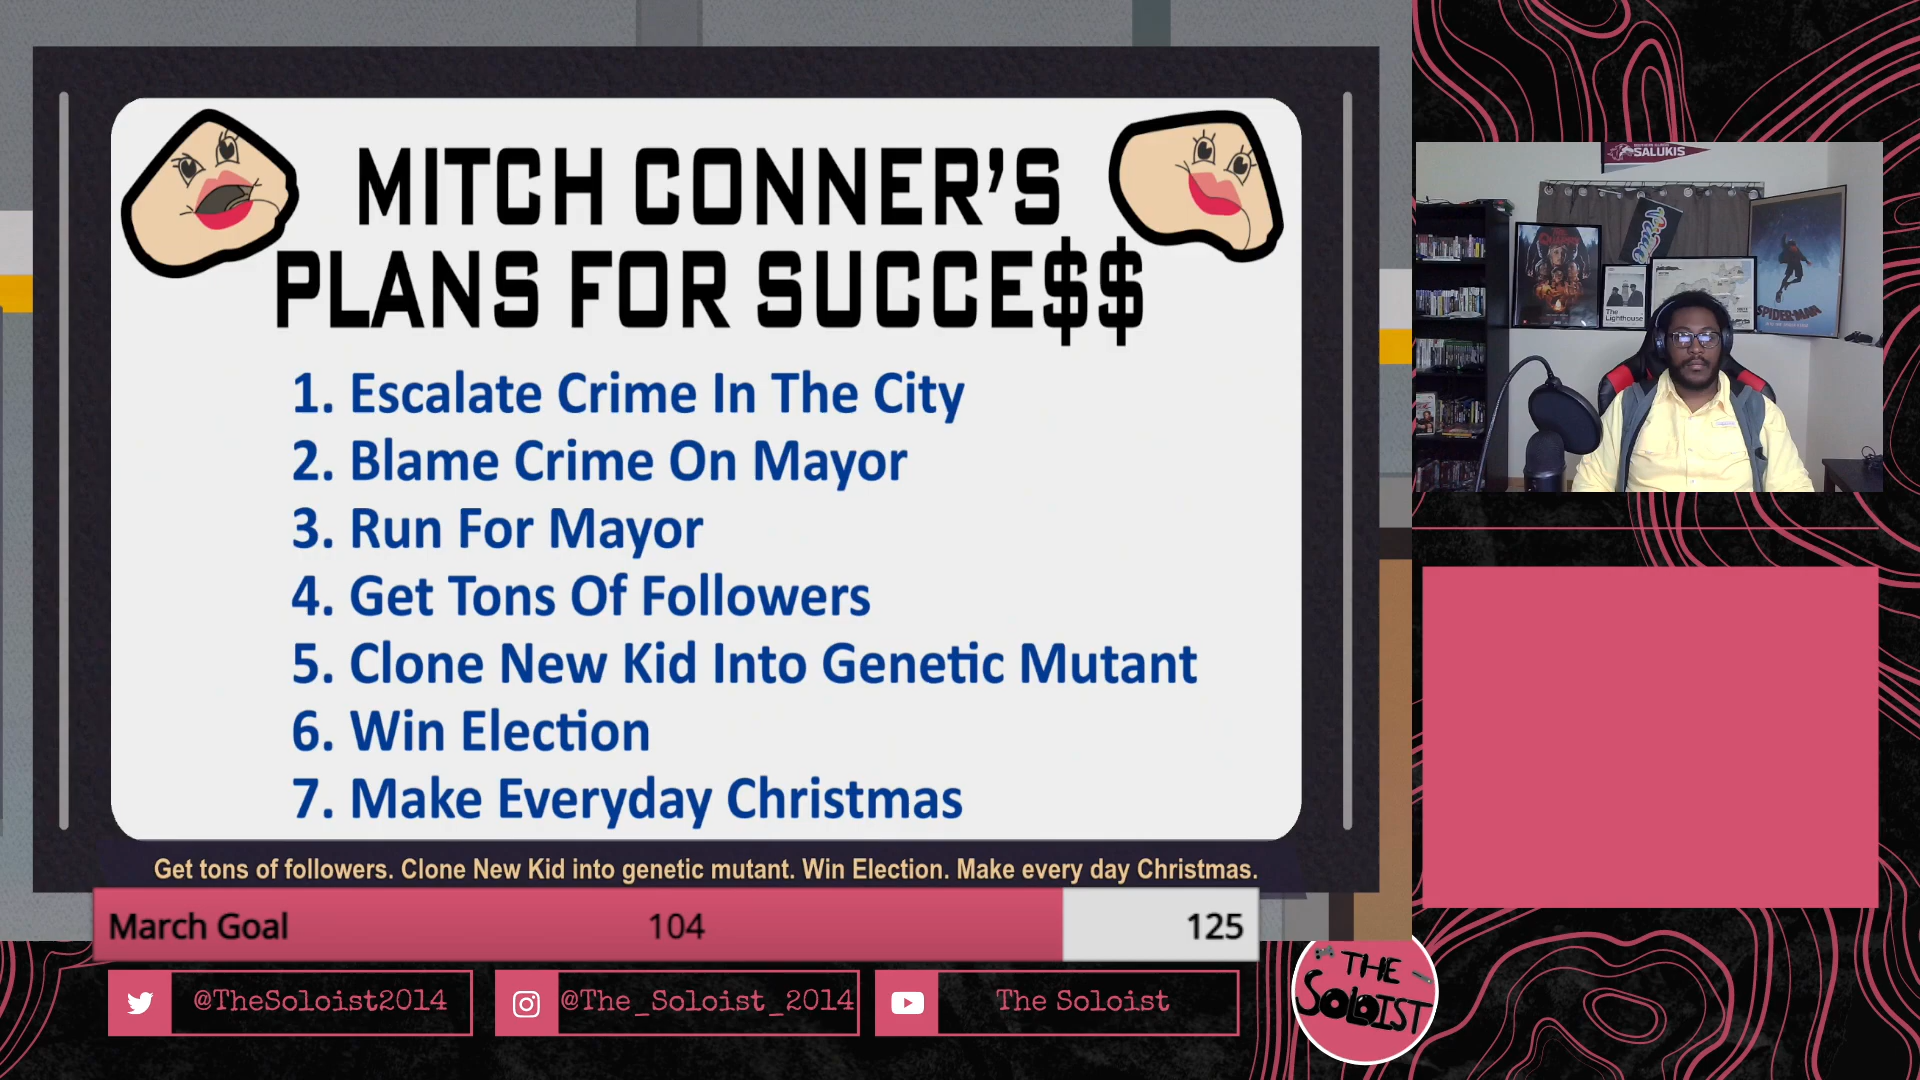 MITCH CONNER'S
PLANS FOR SUCCE$$
1. Escalate Crime In The City
2. Blame Crime On Mayor
3. Run For Mayor
4. Get Tons Of Followers
5. Clone New Kid Into Genetic Mutant
6. Win Election
7. Make Everyday Christmas
Get tons of followers. Clone New Kid into genetic mutant. Win Election. Make every day Christmas.
March Goal 104 125
@TheSoloist2014
@The_Soloist_2014
The Soloist
THE
SOLOIST
SALUKIS
The
Lighthouse
SPIDER-MAN